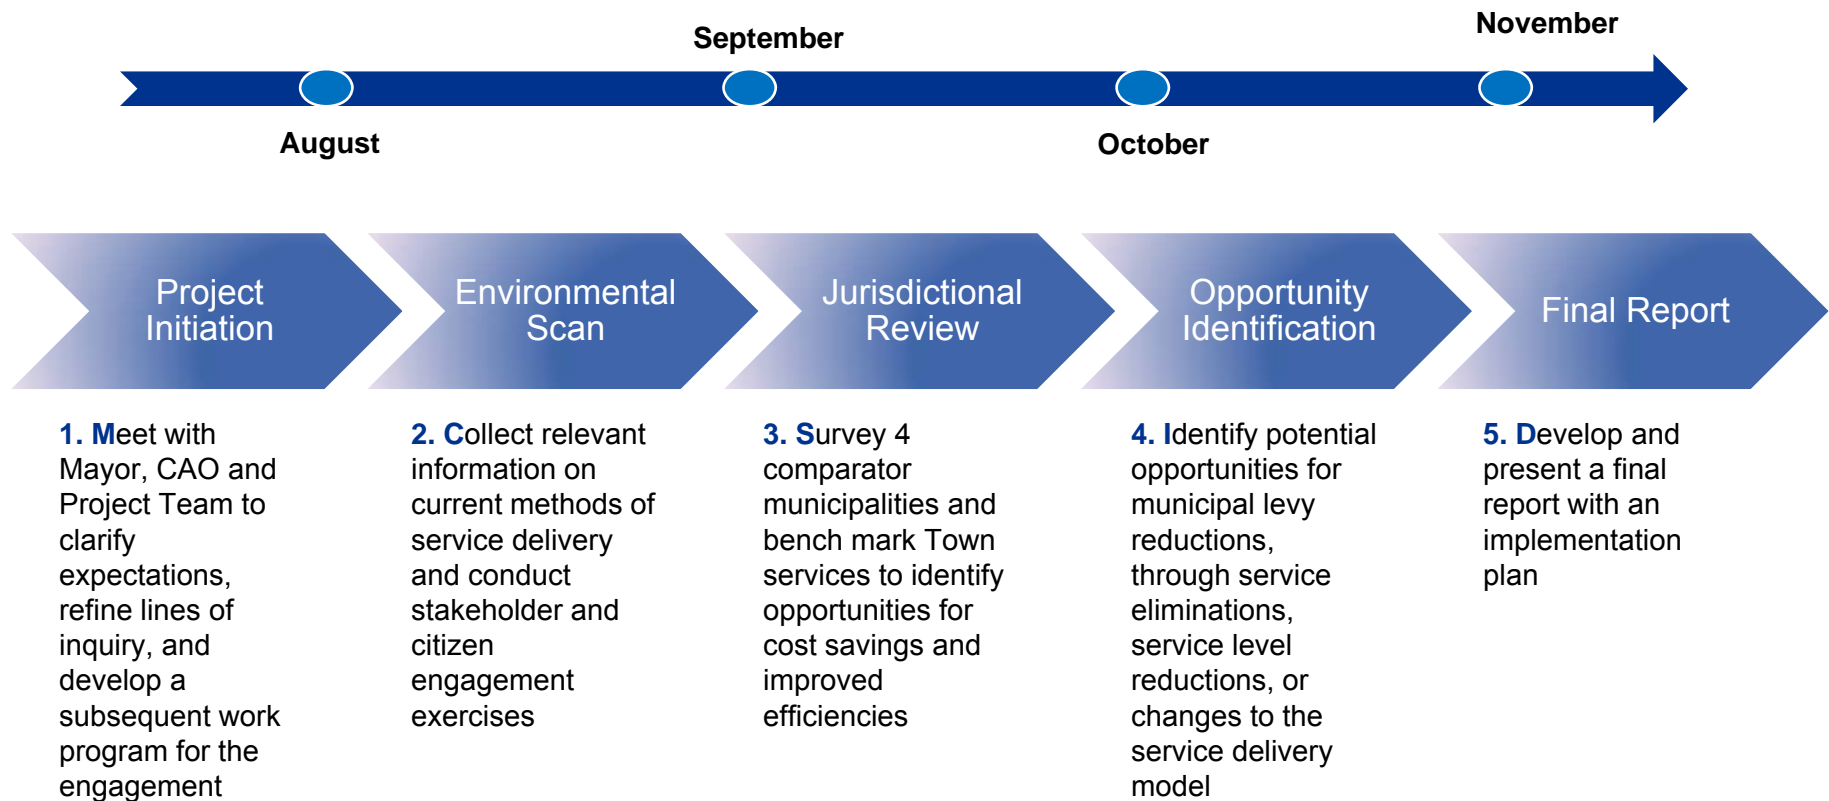 September
November
August
October
Project
Initiation
Environmental
Scan
Jurisdictional
Review
Opportunity
Identification
Final Report
1. Meet with
Mayor, CAO and
Project Team to
clarify
expectations,
refine lines of
inquiry, and
develop a
subsequent work
program for the
engagement
2. Collect relevant
information on
current methods of
service delivery
and conduct
stakeholder and
citizen
engagement
exercises
3. Survey 4
comparator
municipalities and
bench mark Town
services to identify
opportunities for
cost savings and
improved
efficiencies
4. Identify potential
opportunities for
municipal levy
reductions,
through service
eliminations,
service level
reductions, or
changes to the
service delivery
model
5. Develop and
present a final
report with an
implementation
plan